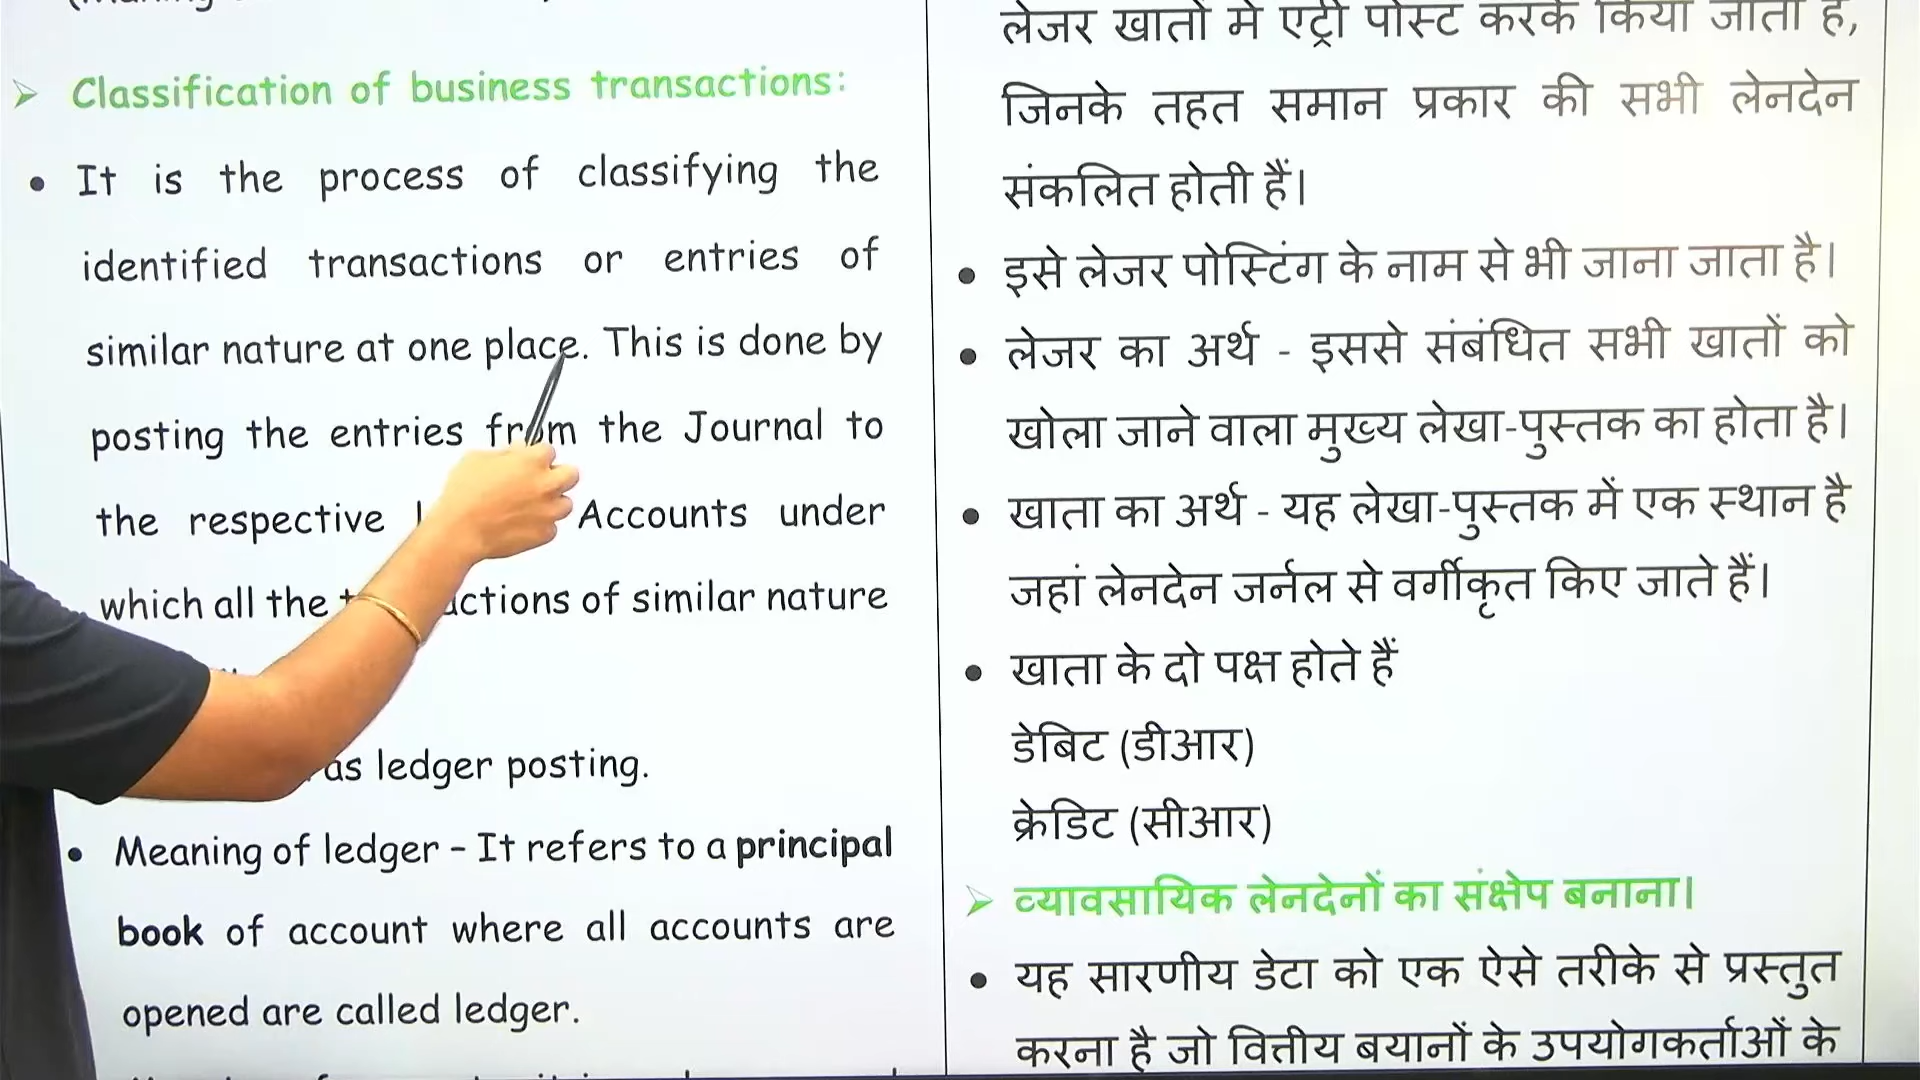 Classification of business transactions:
• It is the process of classifying the
identified transactions or entries of
similar nature at one place. This is done by
posting the entries from the Journal to
the respective Accounts under
which all the of similar nature
as ledger posting.
• Meaning of ledger – It refers to a principal
book of account where all accounts are
opened are called ledger.
लेजर खातों में एंट्री पोस्ट करके किया जाता है,
जिनके तहत समान प्रकार की सभी लेनदेन
संकलित होती हैं।
• इसे लेजर पोस्टिंग के नाम से भी जाना जाता है।
• लेजर का अर्थ - इससे संबंधित सभी खातों को
खोला जाने वाला मुख्य लेखा-पुस्तक का होता है।
• खाता का अर्थ - यह लेखा-पुस्तक में एक स्थान है
जहां लेनदेन जर्नल से वर्गीकृत किए जाते हैं।
• खाता के दो पक्ष होते हैं
डेबिट (डीआर)
क्रेडिट (सीआर)
व्यावसायिक लेनदेनों का संक्षेप बनाना।
• यह सारणीय डेटा को एक ऐसे तरीके से प्रस्तुत
करना है जो वित्तीय बयानों के उपयोगकर्ताओं के